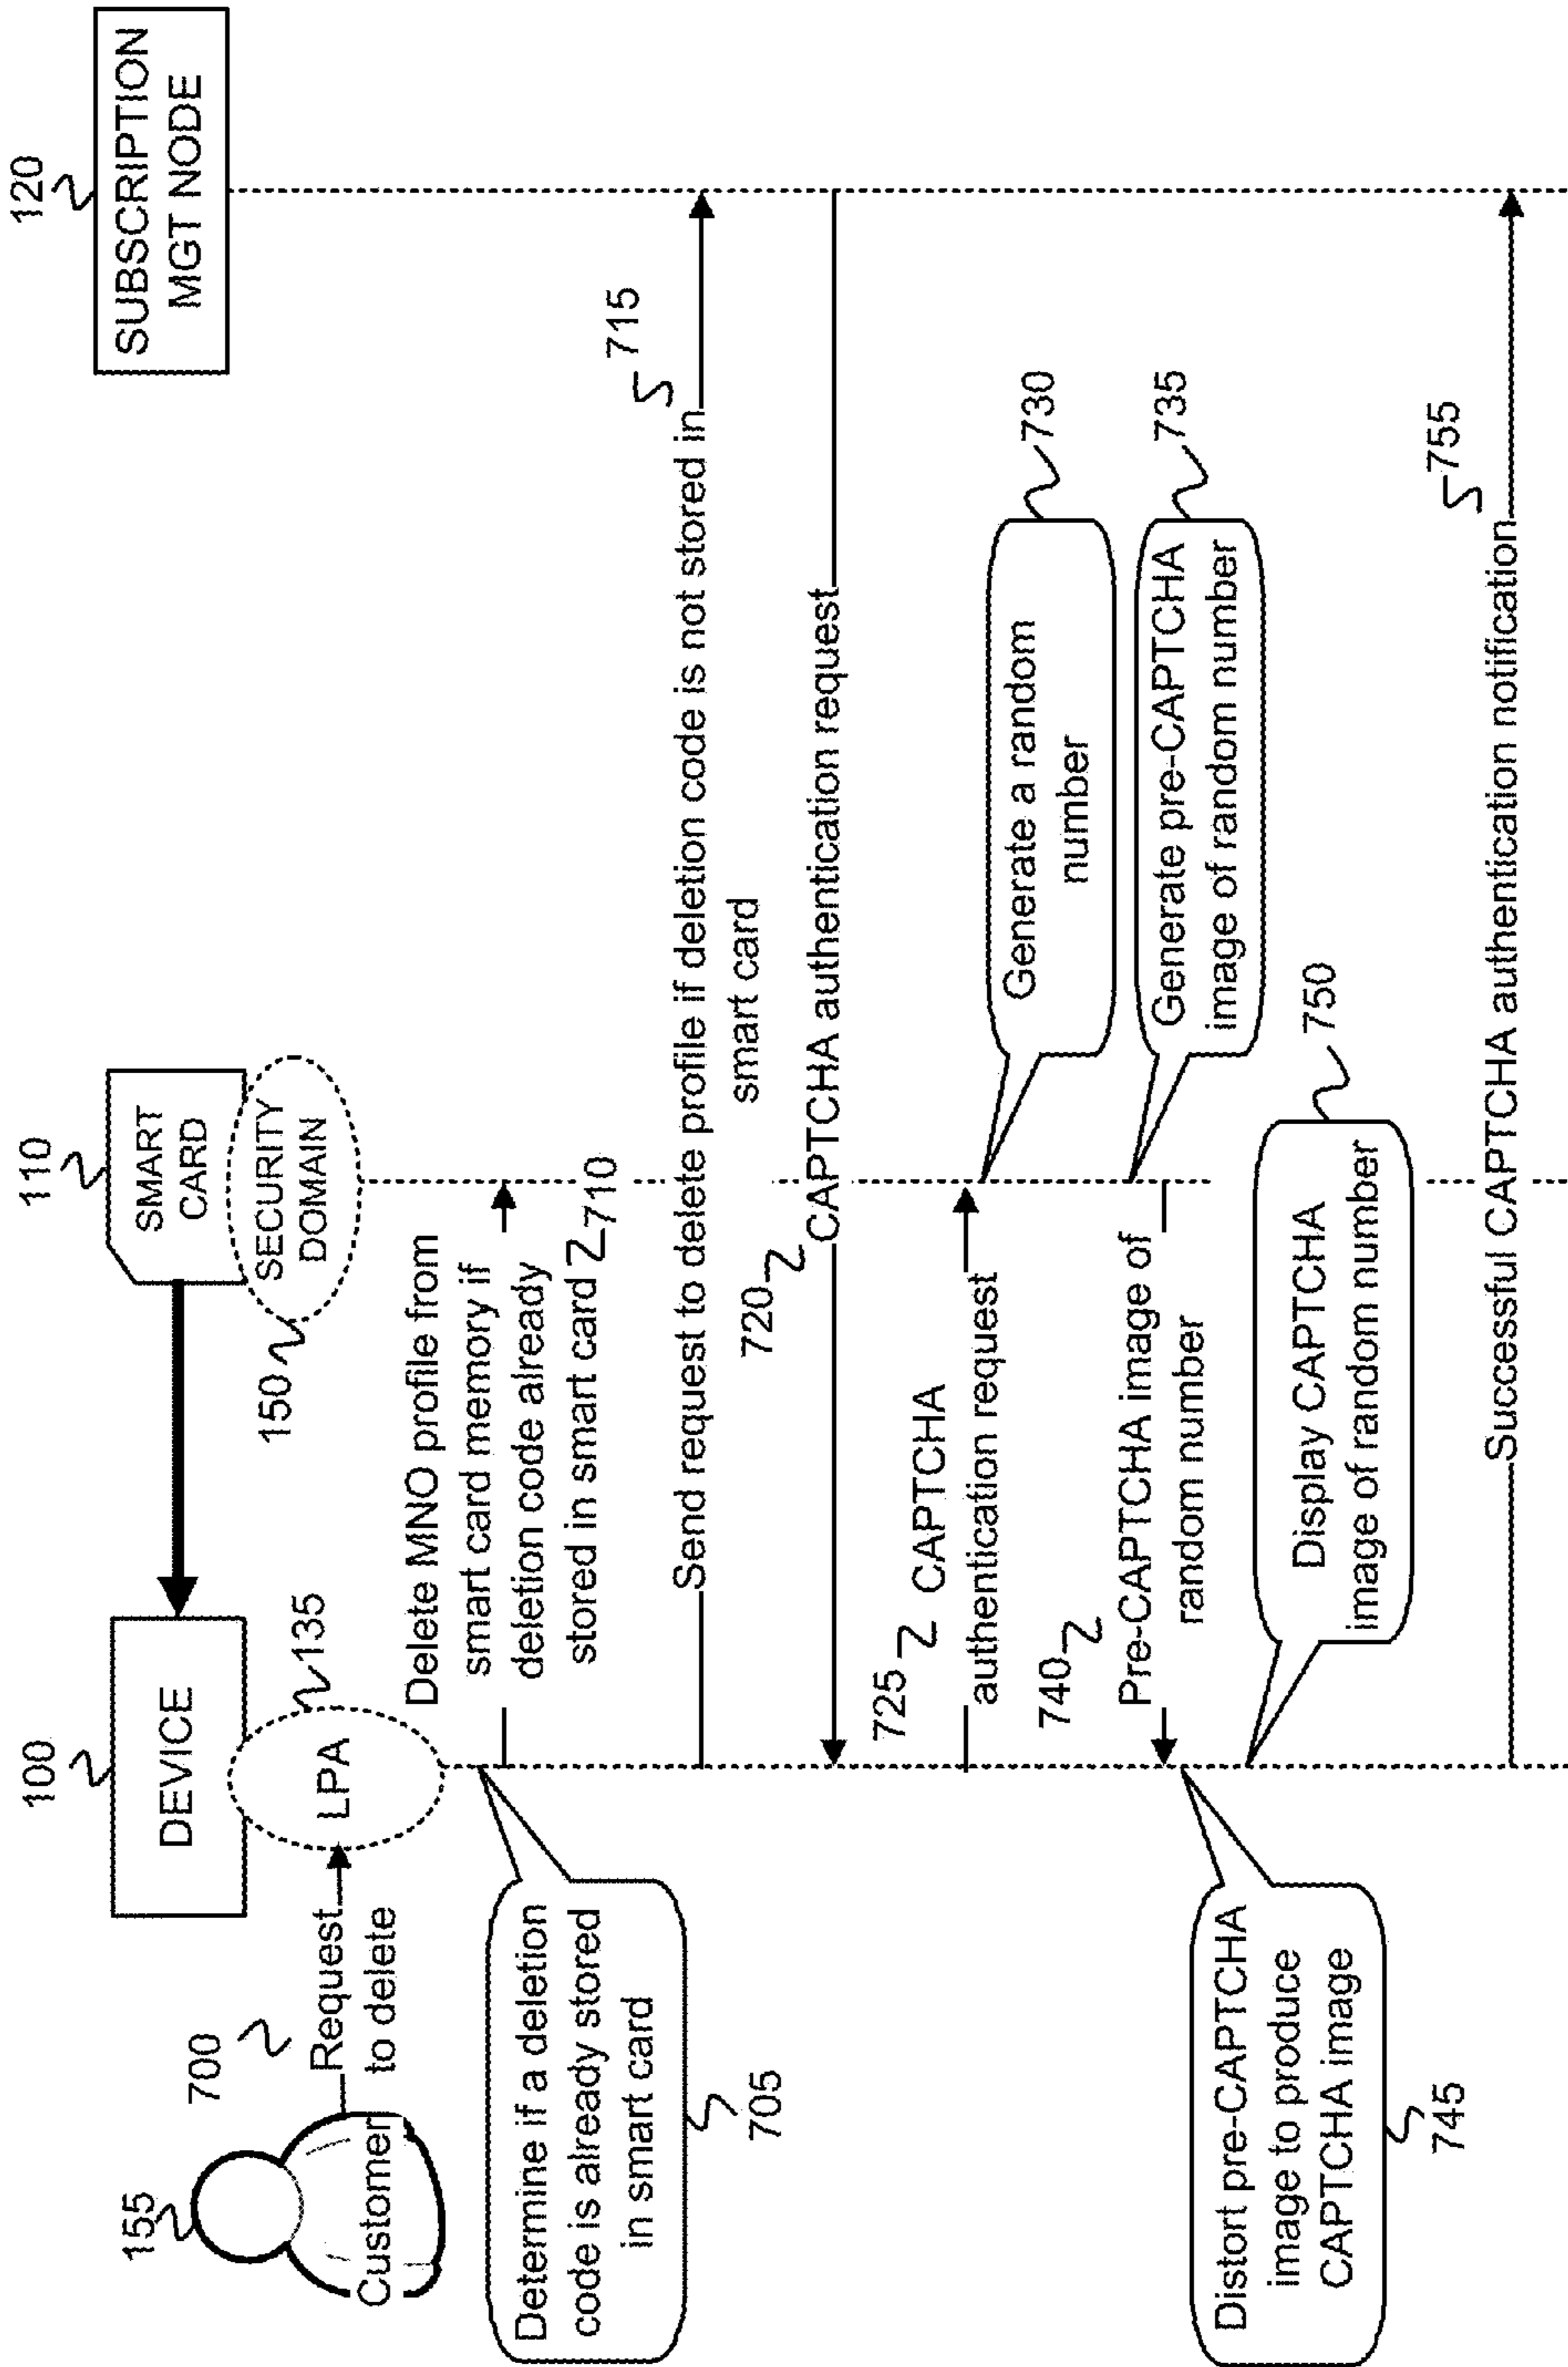 120
SUBSCRIPTION
MGT NODE
110
SMART
CARD
SECURITY
DOMAIN
150
100
DEVICE
LPA
135
155
Customer
700
Request
to delete
Determine if a deletion
code is already stored
in smart card
705
Delete MNO profile from
smart card memory if
deletion code already
stored in smart card
710
715
Send request to delete profile if deletion code is not stored in
smart card
720
CAPTCHA authentication request
725
CAPTCHA
authentication request
Generate a random
number
730
Generate pre-CAPTCHA
image of random number
735
740
Pre-CAPTCHA image of
random number
Distort pre-CAPTCHA
image to produce
CAPTCHA image
745
Display CAPTCHA
image of random number
750
755
Successful CAPTCHA authentication notification